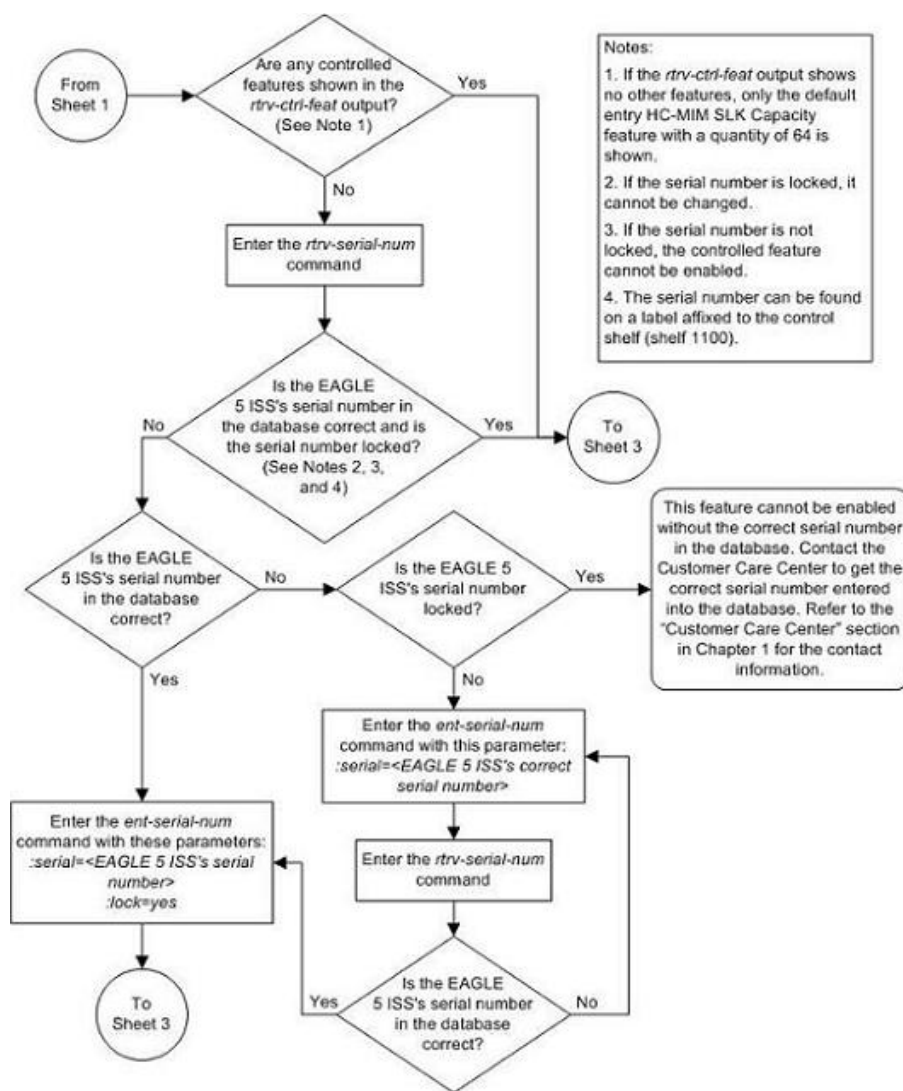 From
Sheet 1
Are any controlled
features shown in the
rtrv-ctrl-feat output?
(See Note 1)
Yes
No
Notes:
1. If the rtrv-ctrl-feat output shows
no other features, only the default
entry HC-MIM SLK Capacity
feature with a quantity of 64 is
shown.
2. If the serial number is locked, it
cannot be changed.
3. If the serial number is not
locked, the controlled feature
cannot be enabled.
4. The serial number can be found
on a label affixed to the control
shelf (shelf 1100).
Enter the rtrv-serial-num
command
Is the EAGLE
5 ISS's serial number in
the database correct and is
the serial number locked?
(See Notes 2, 3,
and 4)
No
Yes
To
Sheet 3
Is the EAGLE
5 ISS's serial number
in the database
correct?
No
Yes
Is the EAGLE 5
ISS's serial number
locked?
Yes
No
This feature cannot be enabled
without the correct serial number
in the database. Contact the
Customer Care Center to get the
correct serial number entered
into the database. Refer to the
"Customer Care Center" section
in Chapter 1 for the contact
information.
Enter the ent-serial-num
command with this parameter:
:serial=<EAGLE 5 ISS's correct
serial number>
Enter the rtrv-serial-num
command
Enter the ent-serial-num
command with these parameters:
:serial=<EAGLE 5 ISS's serial
number>
:lock=yes
Is the EAGLE
5 ISS's serial number
in the database
correct?
Yes
No
To
Sheet 3